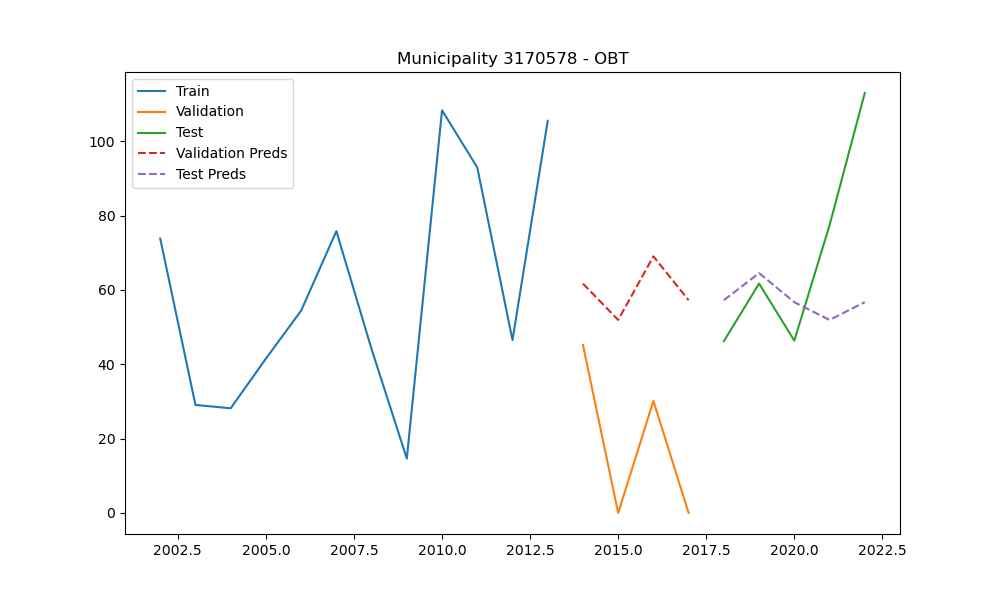 Municipality 3170578 - OBT
Train
Validation
Test
Validation Preds
Test Preds
100
80
60
40
20
0
2002.5 2005.0 2007.5 2010.0 2012.5 2015.0 2017.5 2020.0 2022.5